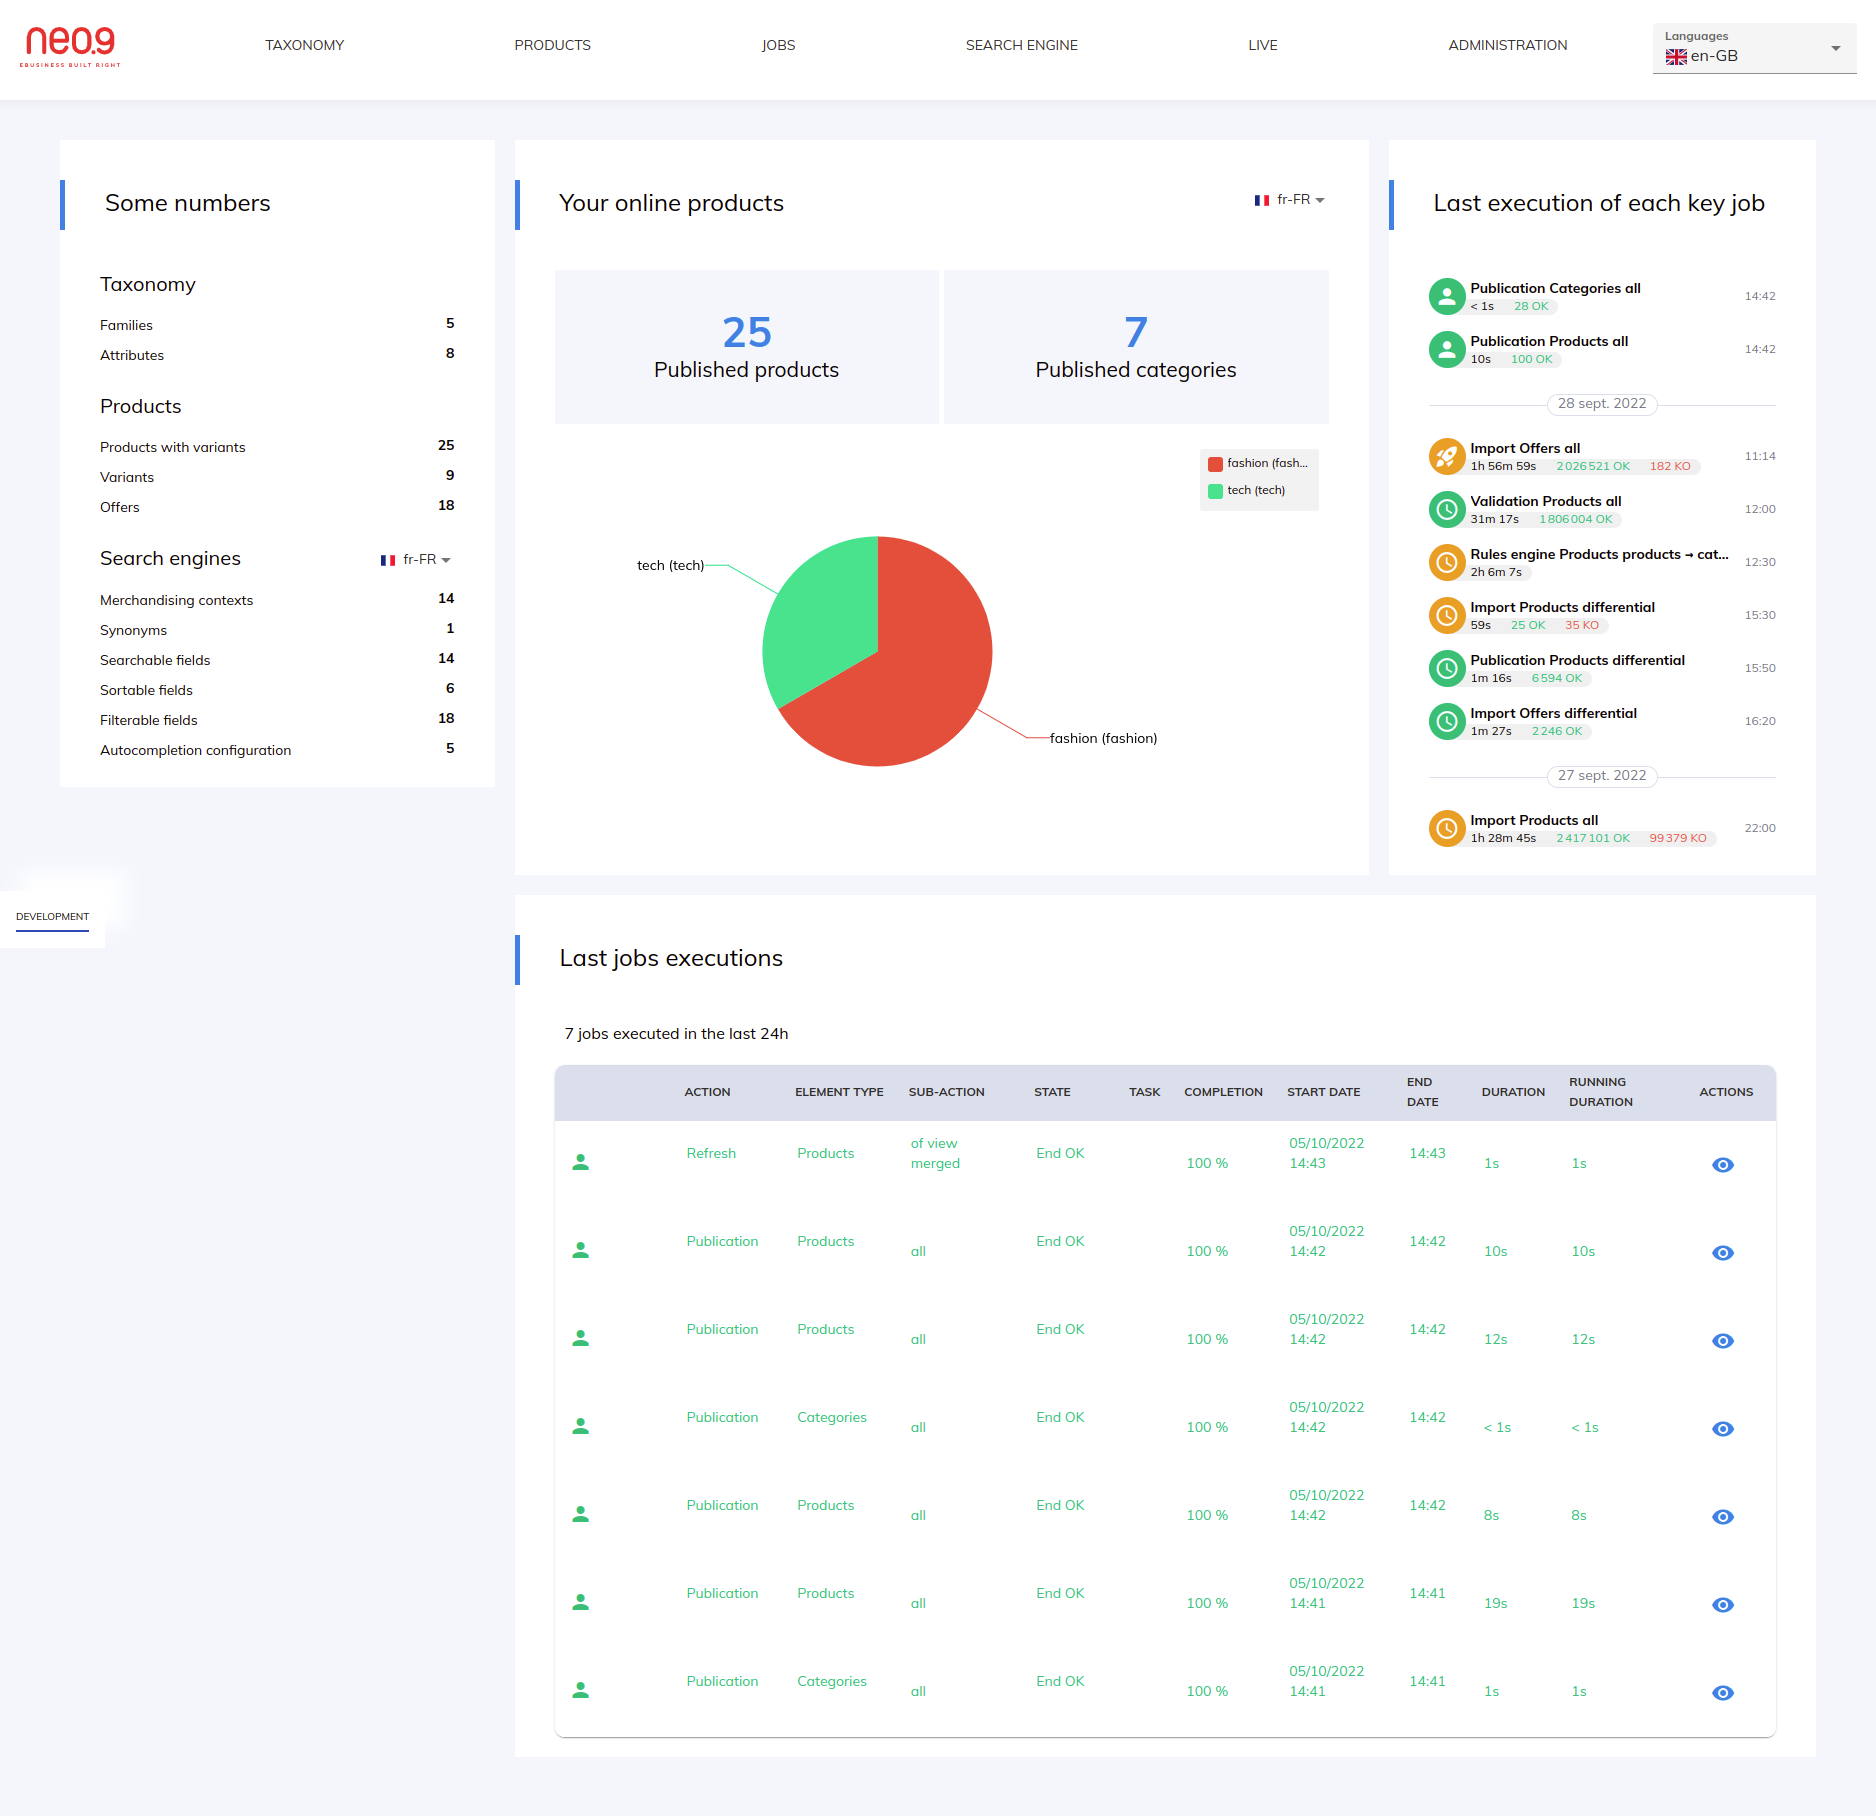 neo.9
EBUSINESS BUILT RIGHT
TAXONOMY
PRODUCTS
JOBS
SEARCH ENGINE
LIVE
ADMINISTRATION
Languages
en-GB
Some numbers
Taxonomy
Families 5
Attributes 8
Products
Products with variants 25
Variants 9
Offers 18
Search engines fr-FR
Merchandising contexts 14
Synonyms 1
Searchable fields 14
Sortable fields 6
Filterable fields 18
Autocompletion configuration 5
DEVELOPMENT
Your online products fr-FR
25
Published products
7
Published categories
fashion (fash...
tech (tech)
tech (tech)
fashion (fashion)
Last execution of each key job
Publication Categories all
< 1s 28 OK
14:42
Publication Products all
10s 100 OK
14:42
28 sept. 2022
Import Offers all
1h 56m 59s 2 026 521 OK 182 KO
11:14
Validation Products all
31m 17s 1 806 004 OK
12:00
Rules engine Products products → cat...
2h 6m 7s
12:30
Import Products differential
59s 25 OK 35 KO
15:30
Publication Products differential
1m 16s 6 594 OK
15:50
Import Offers differential
1m 27s 2 246 OK
16:20
27 sept. 2022
Import Products all
1h 28m 45s 2 417 101 OK 99 379 KO
22:00
Last jobs executions
7 jobs executed in the last 24h
ACTION ELEMENT TYPE SUB-ACTION STATE TASK COMPLETION START DATE END DATE DURATION RUNNING DURATION ACTIONS
Refresh Products of view merged End OK 100 % 05/10/2022 14:43 14:43 1s 1s
Publication Products all End OK 100 % 05/10/2022 14:42 14:42 10s 10s
Publication Products all End OK 100 % 05/10/2022 14:42 14:42 12s 12s
Publication Categories all End OK 100 % 05/10/2022 14:42 14:42 < 1s < 1s
Publication Products all End OK 100 % 05/10/2022 14:42 14:42 8s 8s
Publication Products all End OK 100 % 05/10/2022 14:41 14:41 19s 19s
Publication Categories all End OK 100 % 05/10/2022 14:41 14:41 1s 1s